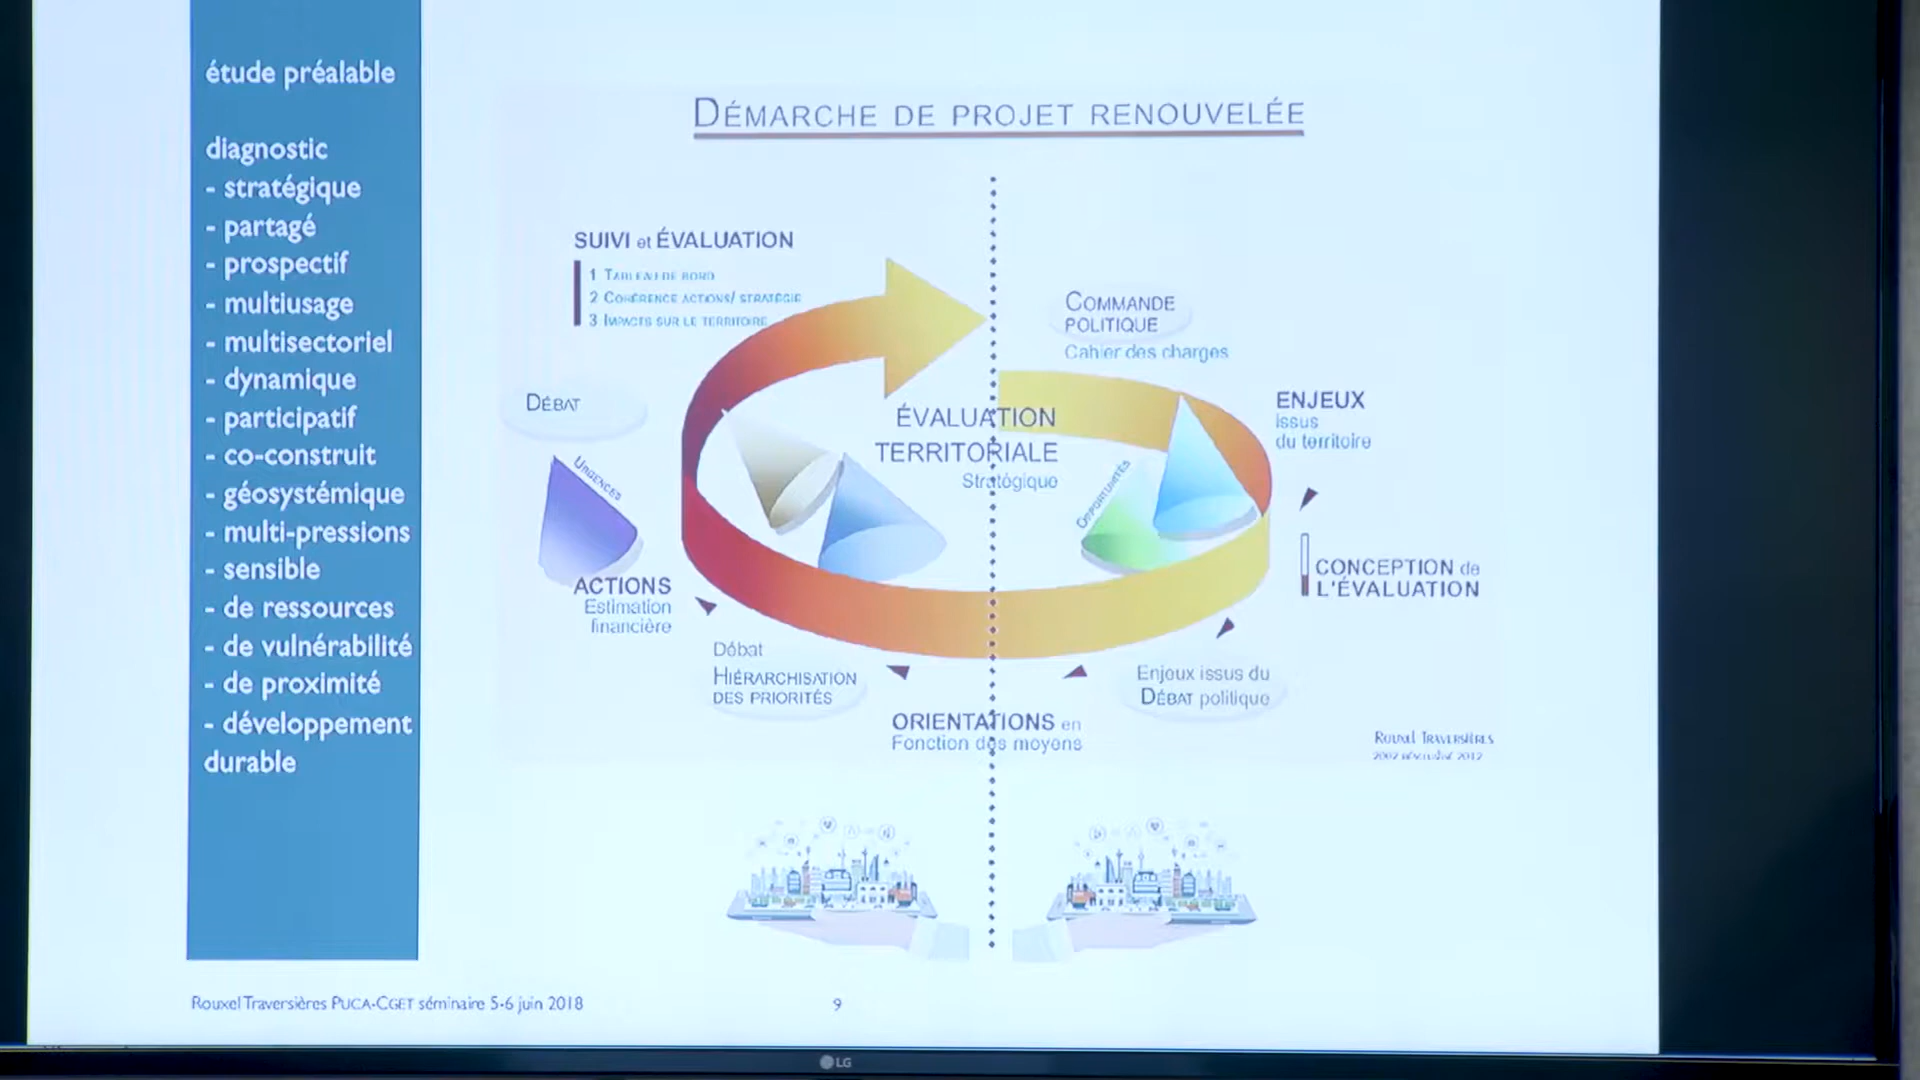 étude préalable
diagnostic
- stratégique
- partagé
- prospectif
- multiusage
- multisectoriel
- dynamique
- participatif
- co-construit
- géosystémique
- multi-pressions
- sensible
- de ressources
- de vulnérabilité
- de proximité
- développement
durable
DÉMARCHE DE PROJET RENOUVELÉE
SUIVI et ÉVALUATION
1 TABLEAU DE BORD
2 COHÉRENCE ACTIONS/ STRATÉGIE
3 IMPACTS SUR LE TERRITOIRE
COMMANDE
POLITIQUE
Cahier des charges
ENJEUX
issus
du territoire
DÉBAT
ÉVALUATION
TERRITORIALE
Stratégique
URGENCES
OPPORTUNITÉS
CONCEPTION de
L'ÉVALUATION
ACTIONS
Estimation
financière
Débat
HIÉRARCHISATION
DES PRIORITÉS
Enjeux issus du
DÉBAT politique
ORIENTATIONS en
Fonction des moyens
ROUXEL TRAVERSIÈRES
2002 2012
Rouxel Traversières PUCA-CGET séminaire 5-6 juin 2018
9
LG